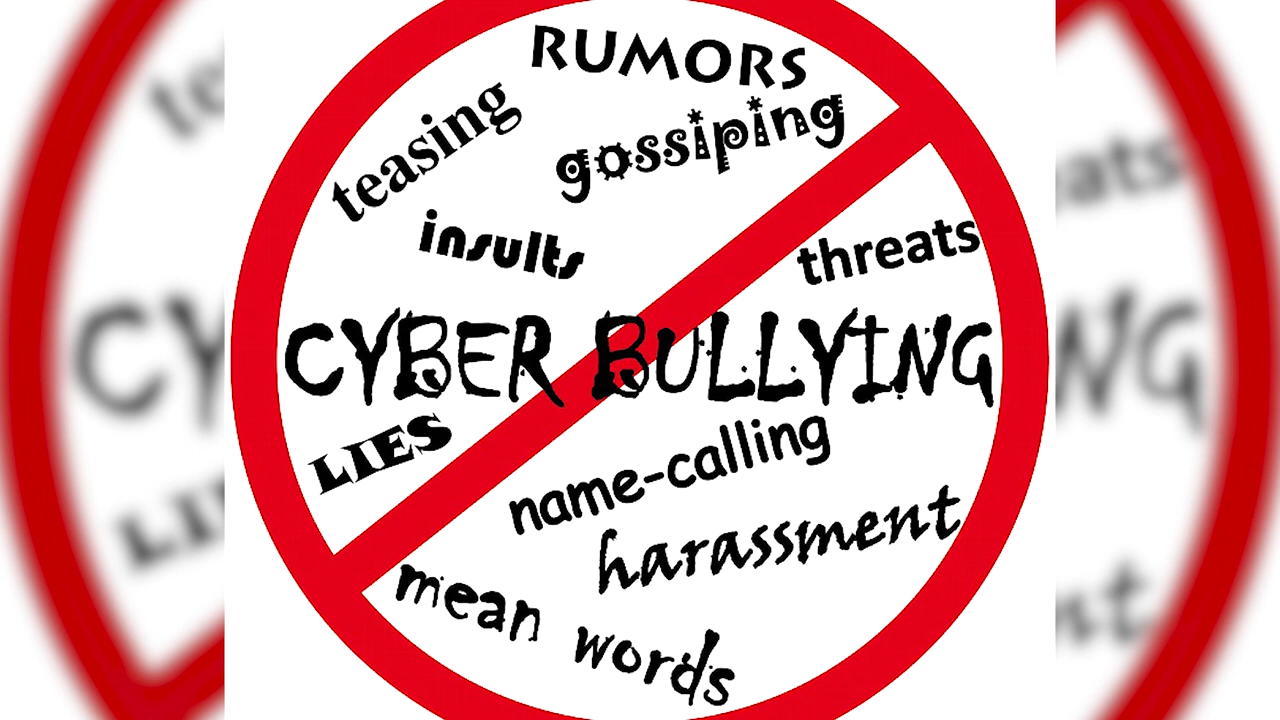 RUMORS
teasing
gossiping
insults
threats
CYBER BULLYING
LIES
name-calling
harassment
mean words